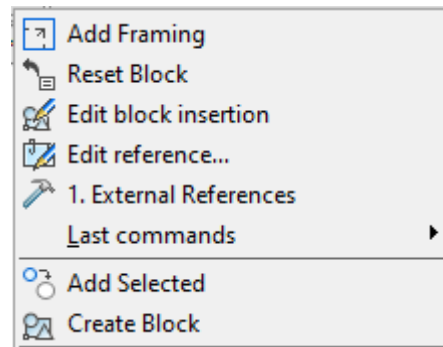 Add Framing
Reset Block
Edit block insertion
Edit reference...
1. External References
Last commands
Add Selected
Create Block